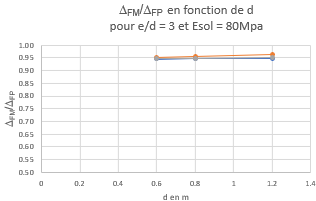 ΔFM/ΔFP en fonction de d
pour e/d = 3 et Esol = 80Mpa
1.00
0.95
0.90
0.85
0.80
0.75
0.70
0.65
0.60
0.55
0.50
ΔFM/ΔFP
0 0.2 0.4 0.6 0.8 1 1.2 1.4
d en m